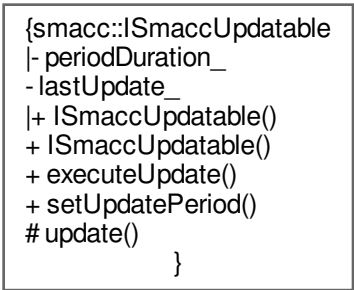 {smacc::ISmaccUpdatable
|- periodDuration_
- lastUpdate_
|+ ISmaccUpdatable()
+ ISmaccUpdatable()
+ executeUpdate()
+ setUpdatePeriod()
# update()
}